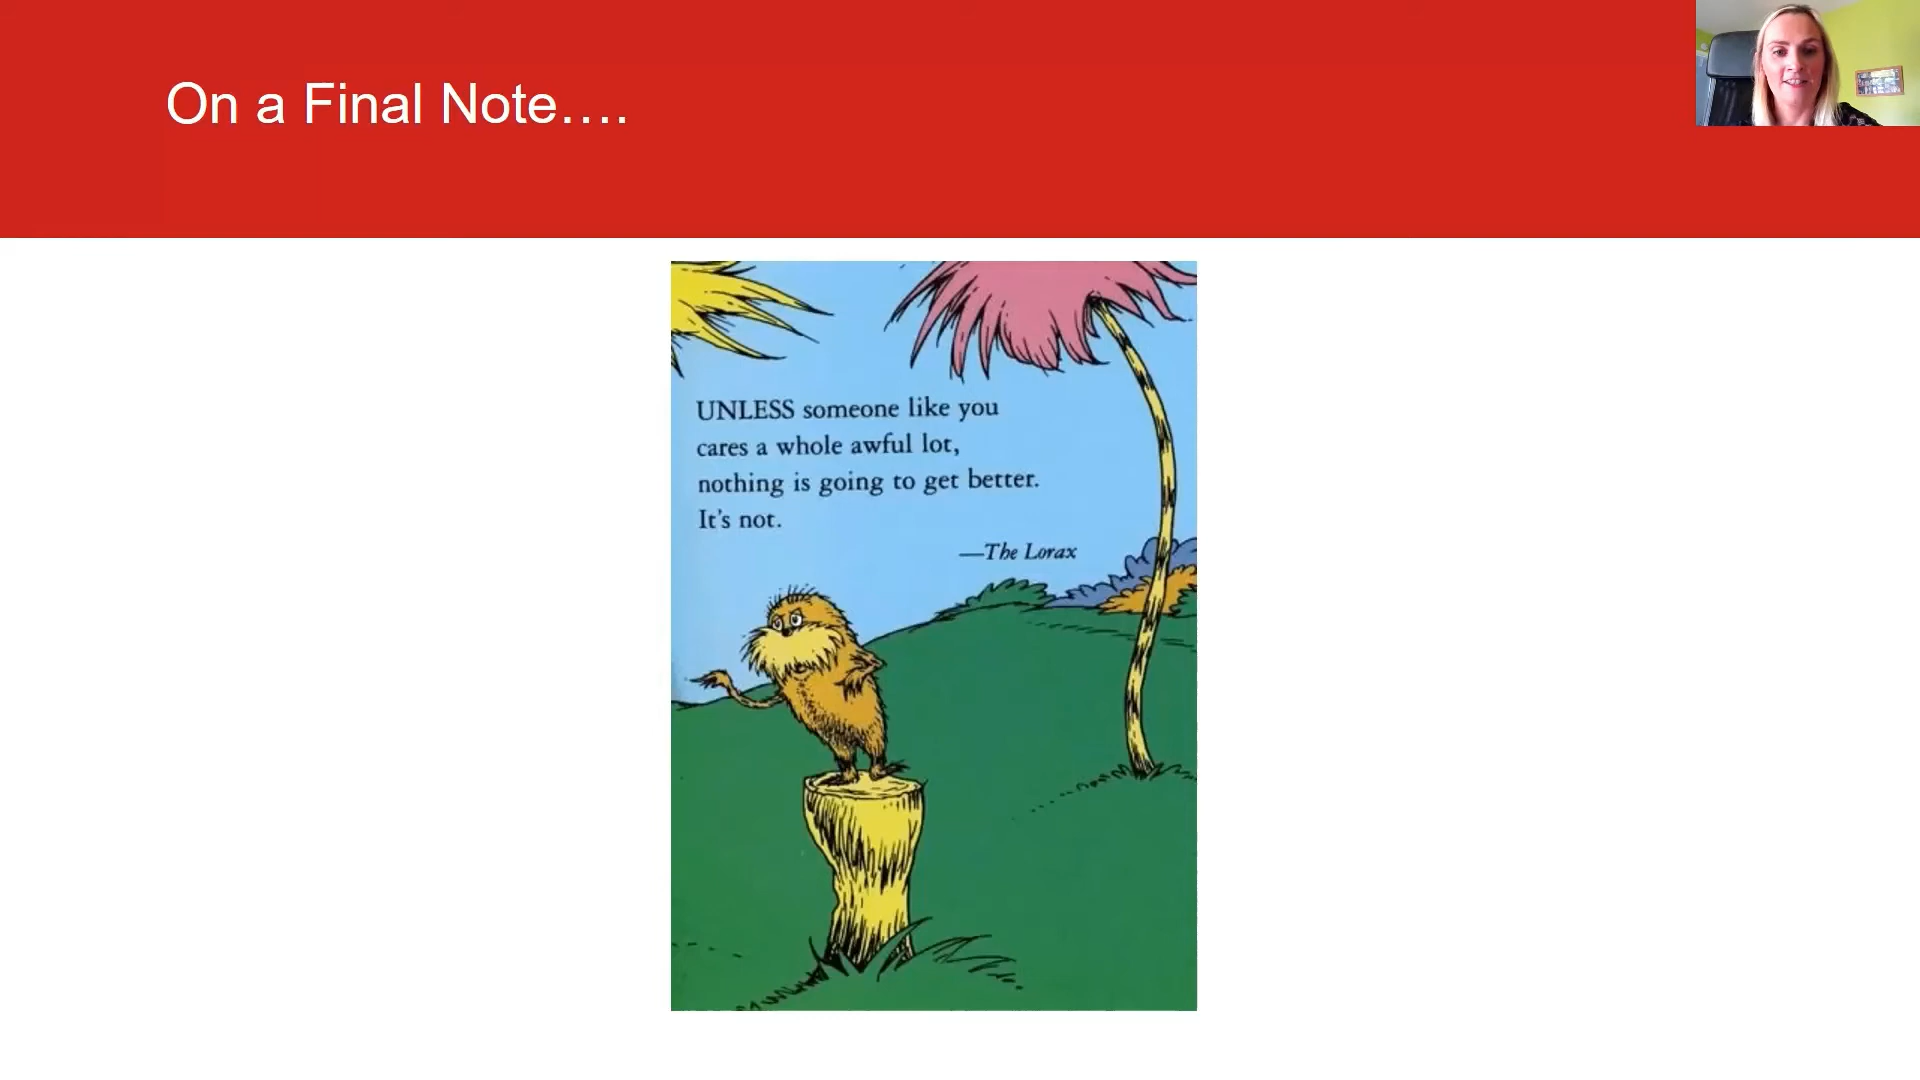 On a Final Note….
UNLESS someone like you
cares a whole awful lot,
nothing is going to get better.
It's not.
—The Lorax